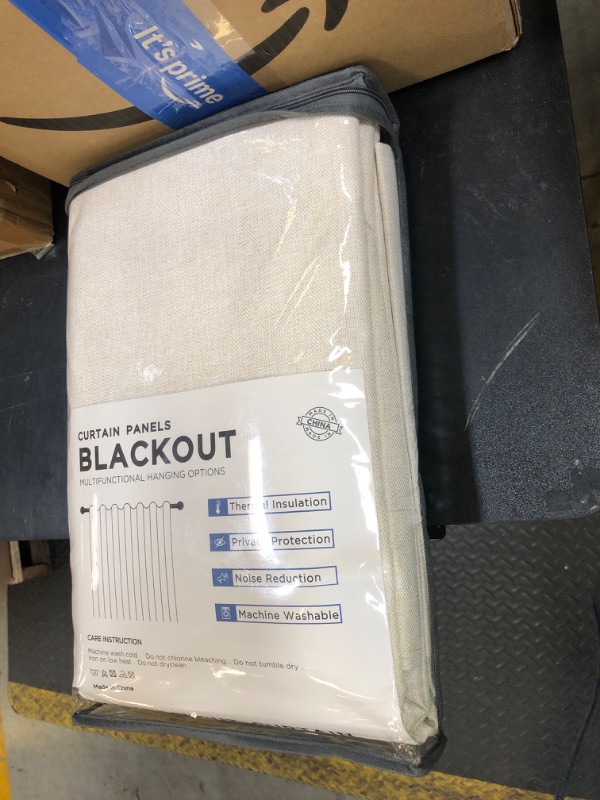 It's prime
CURTAIN PANELS
BLACKOUT
MULTIFUNCTIONAL HANGING OPTIONS
MADE IN
CHINA
MADE IN
Thermal Insulation
Privacy Protection
Noise Reduction
Machine Washable
CARE INSTRUCTION
Machine wash cold. Do not chlorine bleaching. Do not tumble dry.
Iron on low heat. Do not dryclean
Made in China